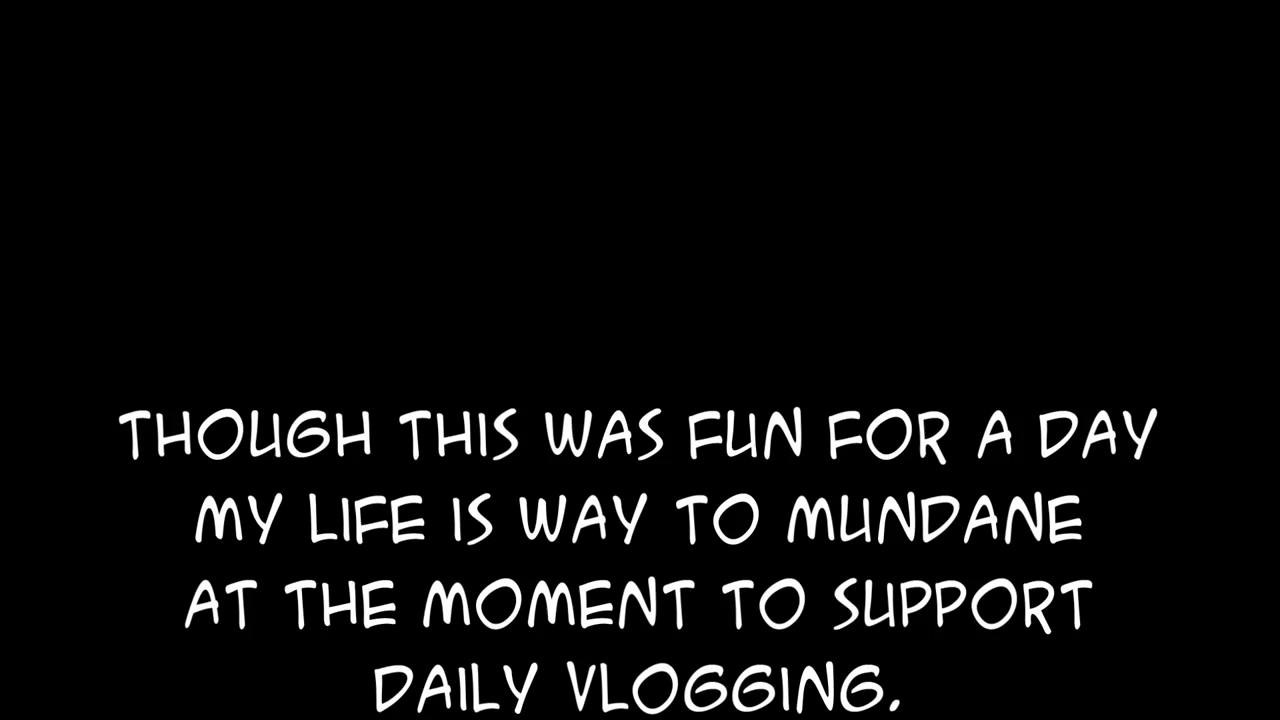 THOUGH THIS WAS FUN FOR A DAY
MY LIFE IS WAY TO MUNDANE
AT THE MOMENT TO SUPPORT
DAILY VLOGGING.